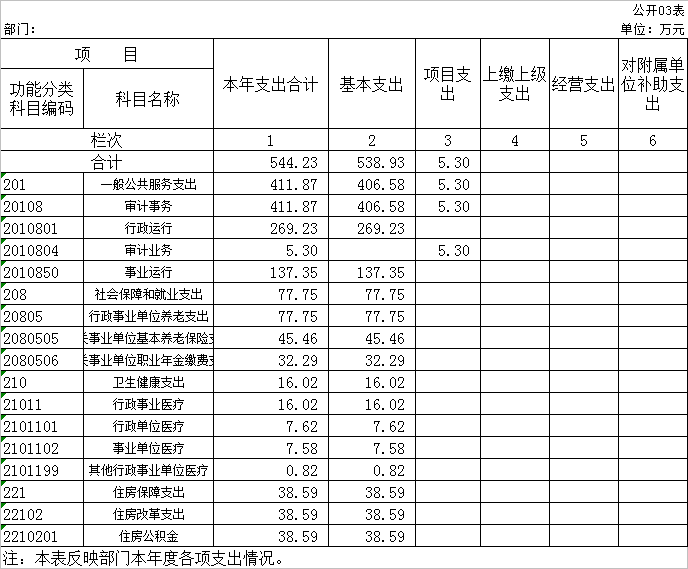 公开03表
部门： 单位：万元
项 目 本年支出合计 基本支出 项目支出 上缴上级支出 经营支出 对附属单位补助支出
功能分类科目编码 科目名称
栏次 1 2 3 4 5 6
合计 544.23 538.93 5.30
201 一般公共服务支出 411.87 406.58 5.30
20108 审计事务 411.87 406.58 5.30
2010801 行政运行 269.23 269.23
2010804 审计业务 5.30 5.30
2010850 事业运行 137.35 137.35
208 社会保障和就业支出 77.75 77.75
20805 行政事业单位养老支出 77.75 77.75
2080505 关事业单位基本养老保险支 45.46 45.46
2080506 关事业单位职业年金缴费支 32.29 32.29
210 卫生健康支出 16.02 16.02
21011 行政事业医疗 16.02 16.02
2101101 行政单位医疗 7.62 7.62
2101102 事业单位医疗 7.58 7.58
2101199 其他行政事业单位医疗 0.82 0.82
221 住房保障支出 38.59 38.59
22102 住房改革支出 38.59 38.59
2210201 住房公积金 38.59 38.59
注：本表反映部门本年度各项支出情况。